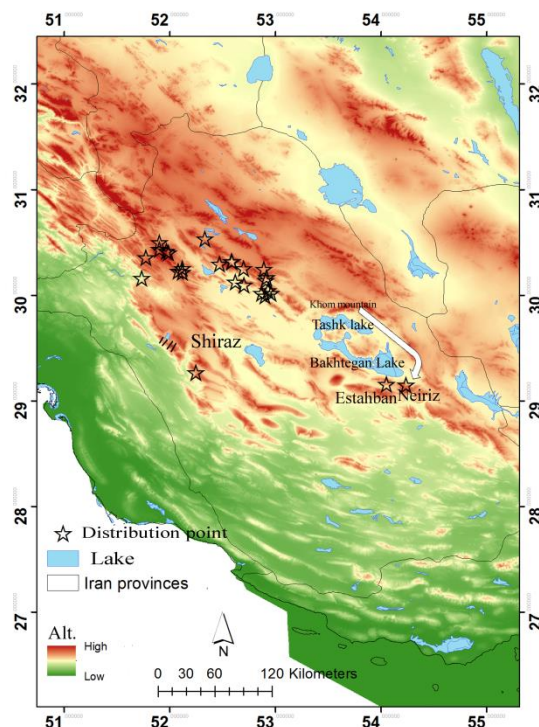 51 52 53 54 55
32
31
30
29
28
27
32
31
30
29
28
27
Khom mountain
Tashk lake
Shiraz
Bakhtegan Lake
Estahban Neiriz
Distribution point
Lake
Iran provinces
Alt.
High
Low
N
0 30 60 120 Kilometers
51 52 53 54 55